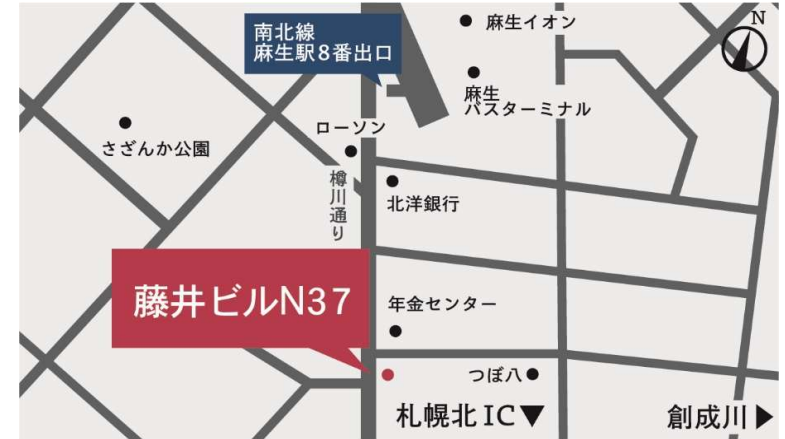 南北線
麻生駅8番出口
麻生イオン
N
麻生
バスターミナル
ローソン
さざんか公園
樽川通り
北洋銀行
藤井ビルN37
年金センター
つぼ八
札幌北IC▼
創成川▶